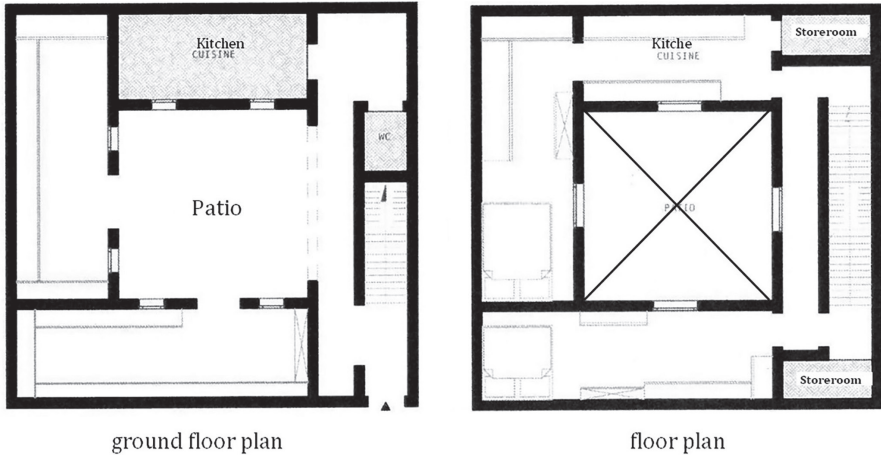 Kitchen
CUISINE
WC
Patio
ground floor plan
Storeroom
Kitche
CUISINE
PATIO
Storeroom
floor plan